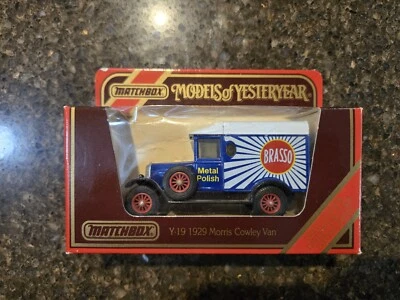 MATCHBOX MODELS of YESTERYEAR
BRASSO
Metal
Polish
MATCHBOX Y-19 1929 Morris Cowley Van